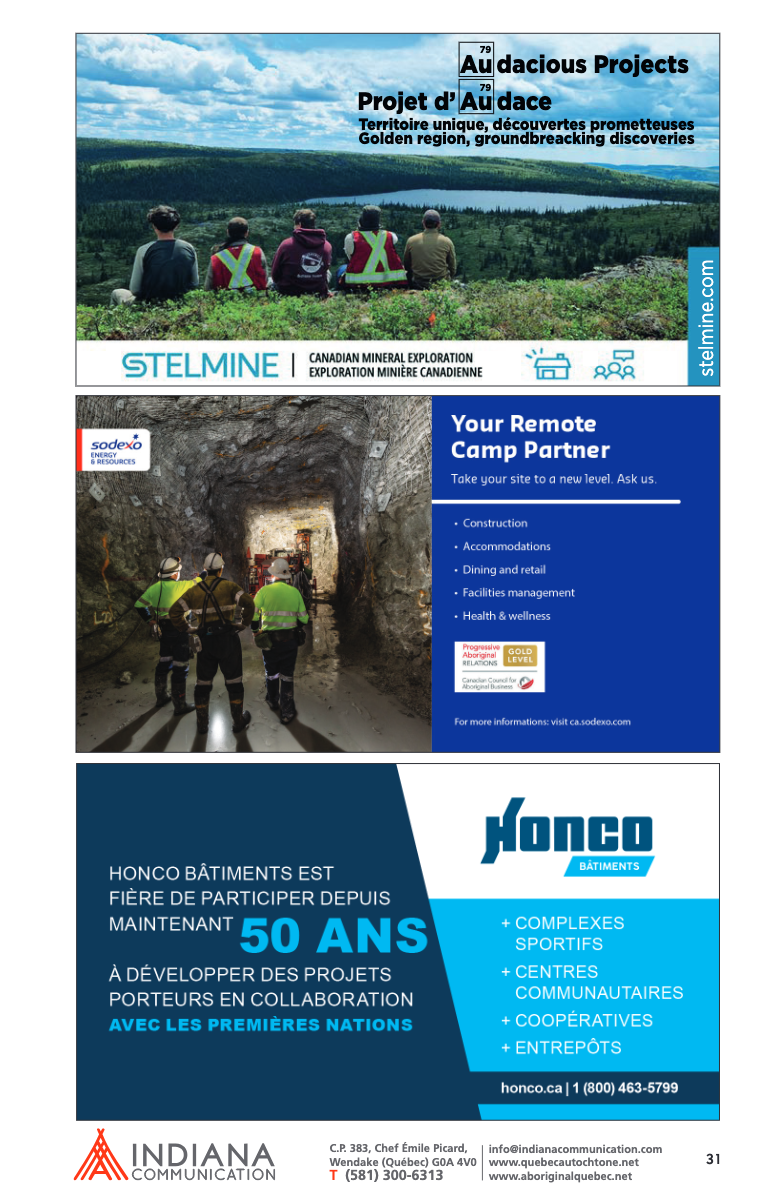 79
Audacious Projects
79
Projet d'Audace
Territoire unique, découvertes prometteuses
Golden region, groundbreacking discoveries
stelmine.com
STELMINE | CANADIAN MINERAL EXPLORATION
EXPLORATION MINIÈRE CANADIENNE
sodexo
ENERGY
& RESOURCES
Your Remote
Camp Partner
Take your site to a new level. Ask us.
• Construction
• Accommodations
• Dining and retail
• Facilities management
• Health & wellness
Progressive
Aboriginal
RELATIONS
GOLD
LEVEL
Canadian Council for
Aboriginal Business
For more informations: visit ca.sodexo.com
HONCO BÂTIMENTS EST
FIÈRE DE PARTICIPER DEPUIS
MAINTENANT 50 ANS
À DÉVELOPPER DES PROJETS
PORTEURS EN COLLABORATION
AVEC LES PREMIÈRES NATIONS
HONCO
BÂTIMENTS
+ COMPLEXES
SPORTIFS
+ CENTRES
COMMUNAUTAIRES
+ COOPÉRATIVES
+ ENTREPÔTS
honco.ca | 1 (800) 463-5799
INDIANA
COMMUNICATION
C.P. 383, Chef Émile Picard,
Wendake (Québec) G0A 4V0
T (581) 300-6313
info@indianacommunication.com
www.quebecautochtone.net
www.aboriginalquebec.net
31